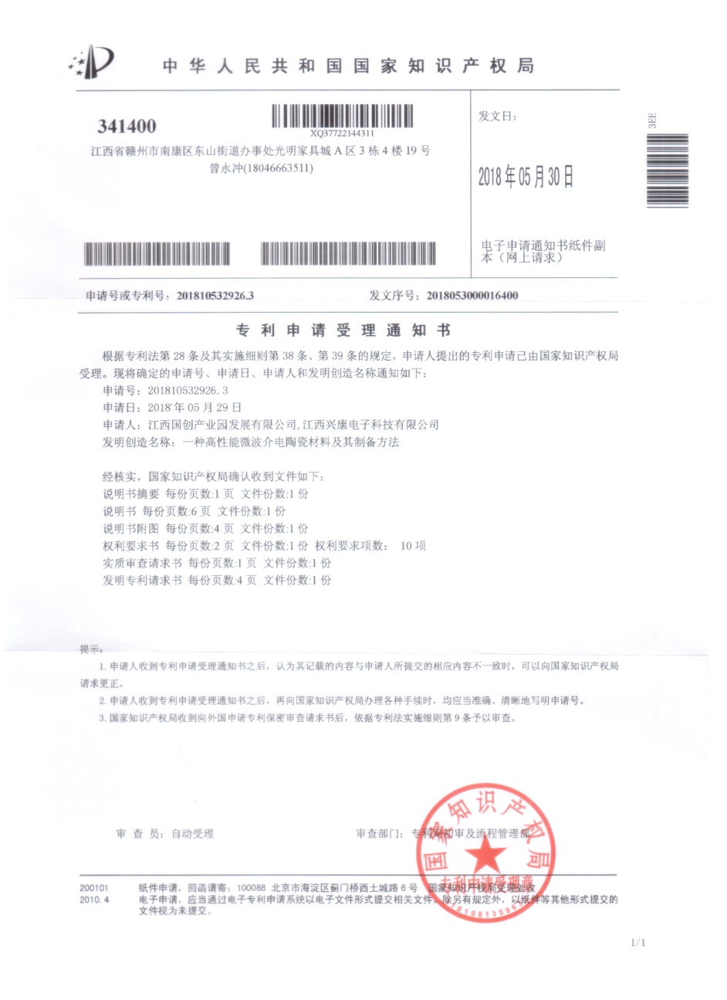 中华人民共和国国家知识产权局
341400
XQ37722144311
江西省赣州市南康区东山街道办事处光明家具城 A 区 3 栋 4 楼 19 号
曾永冲(18046663511)
发文日：
2018 年 05 月 30 日
3EE
电子申请通知书纸件副
本（网上请求）
申请号或专利号：201810532926.3
发文序号：2018053000016400
专利申请受理通知书
根据专利法第 28 条及其实施细则第 38 条、第 39 条的规定，申请人提出的专利申请已由国家知识产权局
受理。现将确定的申请号、申请日、申请人和发明创造名称通知如下：
申请号：201810532926.3
申请日：2018 年 05 月 29 日
申请人：江西国创产业园发展有限公司,江西兴康电子科技有限公司
发明创造名称：一种高性能微波介电陶瓷材料及其制备方法
经核实，国家知识产权局确认收到文件如下：
说明书摘要 每份页数:1 页 文件份数:1 份
说明书 每份页数:6 页 文件份数:1 份
说明书附图 每份页数:4 页 文件份数:1 份
权利要求书 每份页数:2 页 文件份数:1 份 权利要求项数： 10 项
实质审查请求书 每份页数:1 页 文件份数:1 份
发明专利请求书 每份页数:4 页 文件份数:1 份
提示：
1. 申请人收到专利申请受理通知书之后，认为其记载的内容与申请人所提交的相应内容不一致时，可以向国家知识产权局
请求更正。
2. 申请人收到专利申请受理通知书之后，再向国家知识产权局办理各种手续时，均应当准确、清晰地写明申请号。
3. 国家知识产权局收到向外国申请专利保密审查请求书后，依据专利法实施细则第 9 条予以审查。
国家知识产权局
审 查 员：自动受理
审查部门：专利局初审及流程管理部
专利申请受理章
200101 纸件申请，回函请寄：100088 北京市海淀区蓟门桥西土城路 6 号 国家知识产权局受理处收
2010. 4 电子申请，应当通过电子专利申请系统以电子文件形式提交相关文件。除另有规定外，以纸件等其他形式提交的
文件视为未提交。
1/1